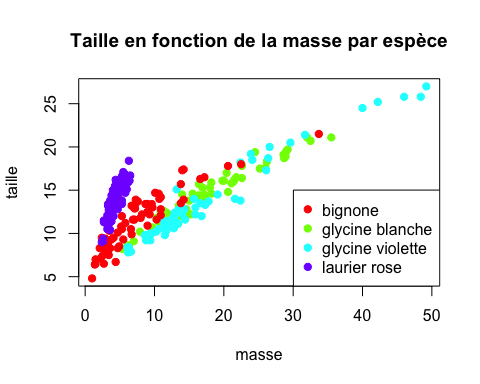 Taille en fonction de la masse par espèce
taille
25
20
15
10
5
bignone
glycine blanche
glycine violette
laurier rose
0 10 20 30 40 50
masse